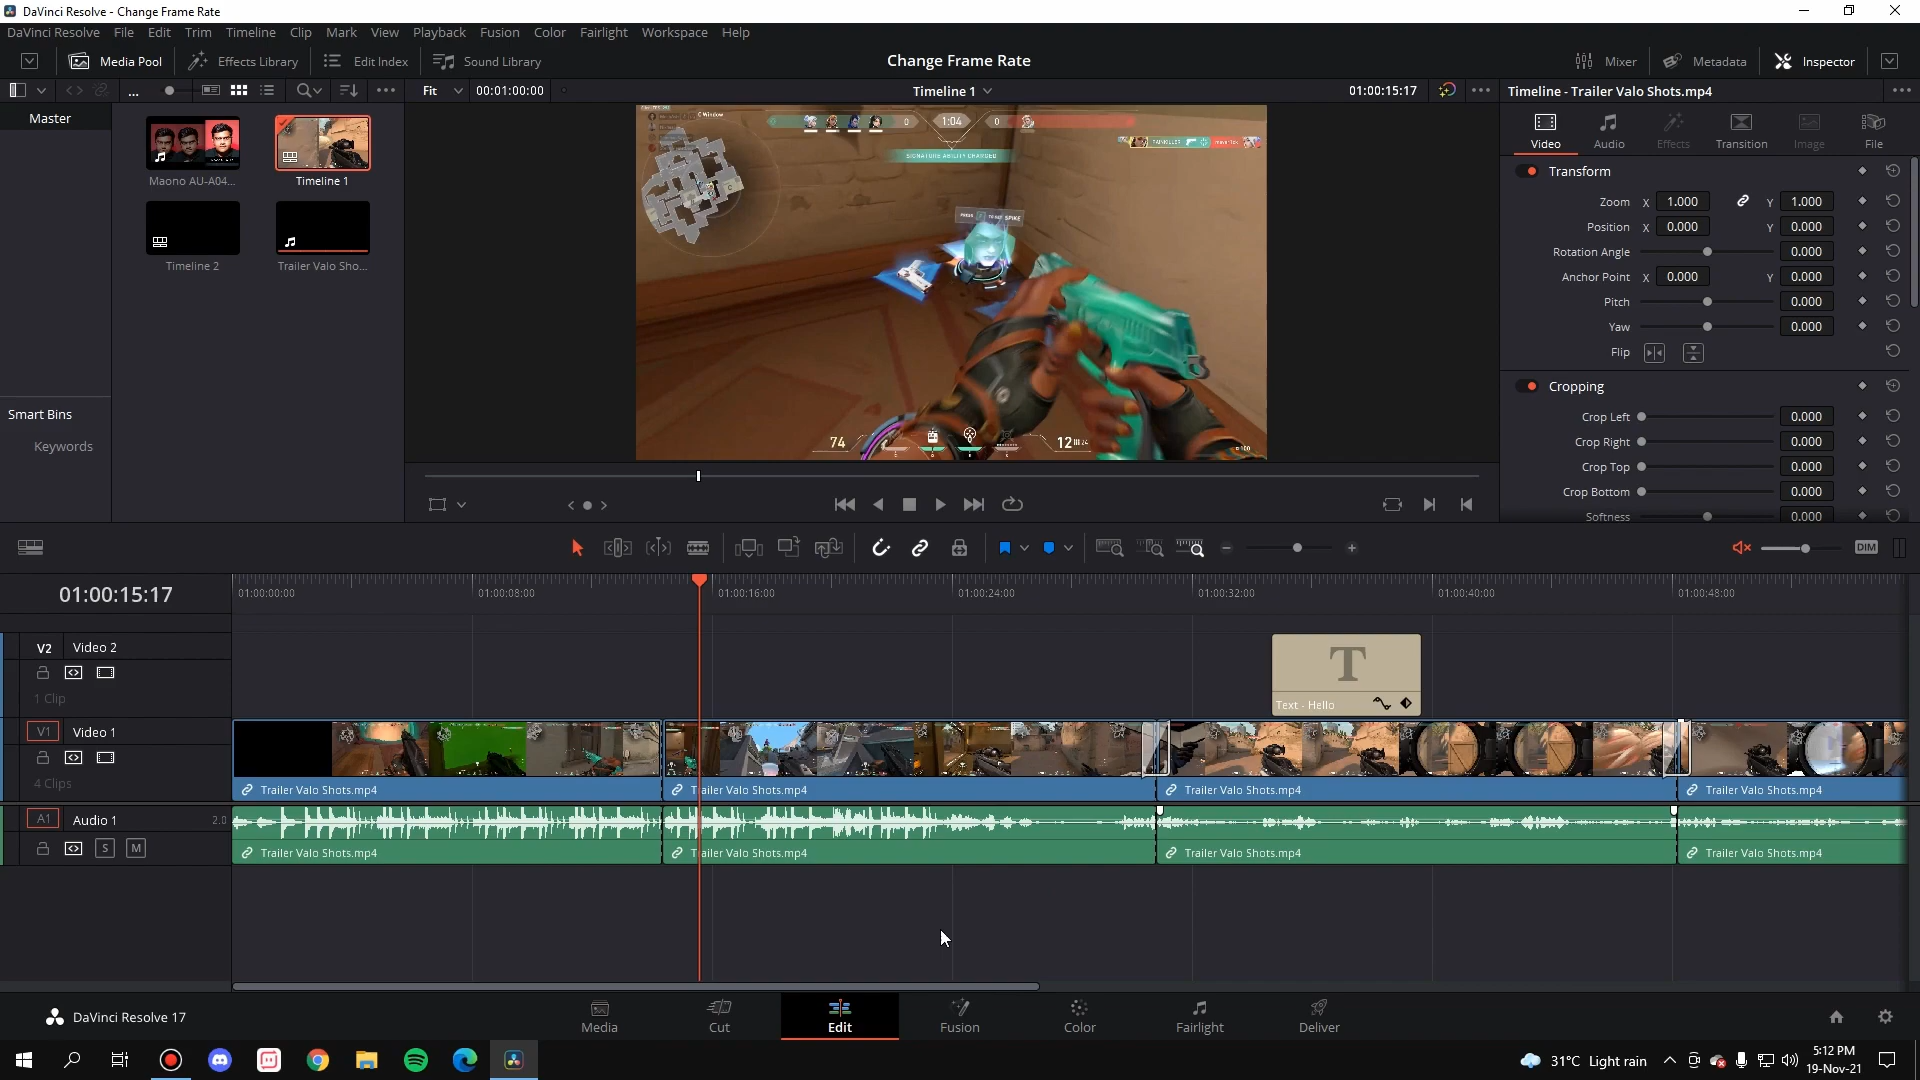 DaVinci Resolve - Change Frame Rate
DaVinci Resolve File Edit Trim Timeline Clip Mark View Playback Fusion Color Fairlight Workspace Help
Media Pool Effects Library Edit Index Sound Library Change Frame Rate Mixer Metadata Inspector
... Fit 00:01:00:00 Timeline 1 01:00:15:17 Timeline - Trailer Valo Shots.mp4
Master
Maono AU-A04... Timeline 1
Timeline 2 Trailer Valo Sho...
Smart Bins
Keywords
C Window
0 1:04 0
SIGNATURE ABILITY CHARGED
SPIKE
74 12
Video Audio Effects Transition Image File
Transform
Zoom X 1.000 Y 1.000
Position X 0.000 Y 0.000
Rotation Angle 0.000
Anchor Point X 0.000 Y 0.000
Pitch 0.000
Yaw 0.000
Flip
Cropping
Crop Left 0.000
Crop Right 0.000
Crop Top 0.000
Crop Bottom 0.000
Softness 0.000
DIM
01:00:15:17 01:00:00:00 01:00:08:00 01:00:16:00 01:00:24:00 01:00:32:00 01:00:40:00 01:00:48:00
V2 Video 2
1 Clip
T
Text - Hello
V1 Video 1
4 Clips
Trailer Valo Shots.mp4 Trailer Valo Shots.mp4 Trailer Valo Shots.mp4 Trailer Valo Shots.mp4
A1 Audio 1 2.0
S M
Trailer Valo Shots.mp4 Trailer Valo Shots.mp4 Trailer Valo Shots.mp4 Trailer Valo Shots.mp4
DaVinci Resolve 17 Media Cut Edit Fusion Color Fairlight Deliver
31°C Light rain 5:12 PM
19-Nov-21